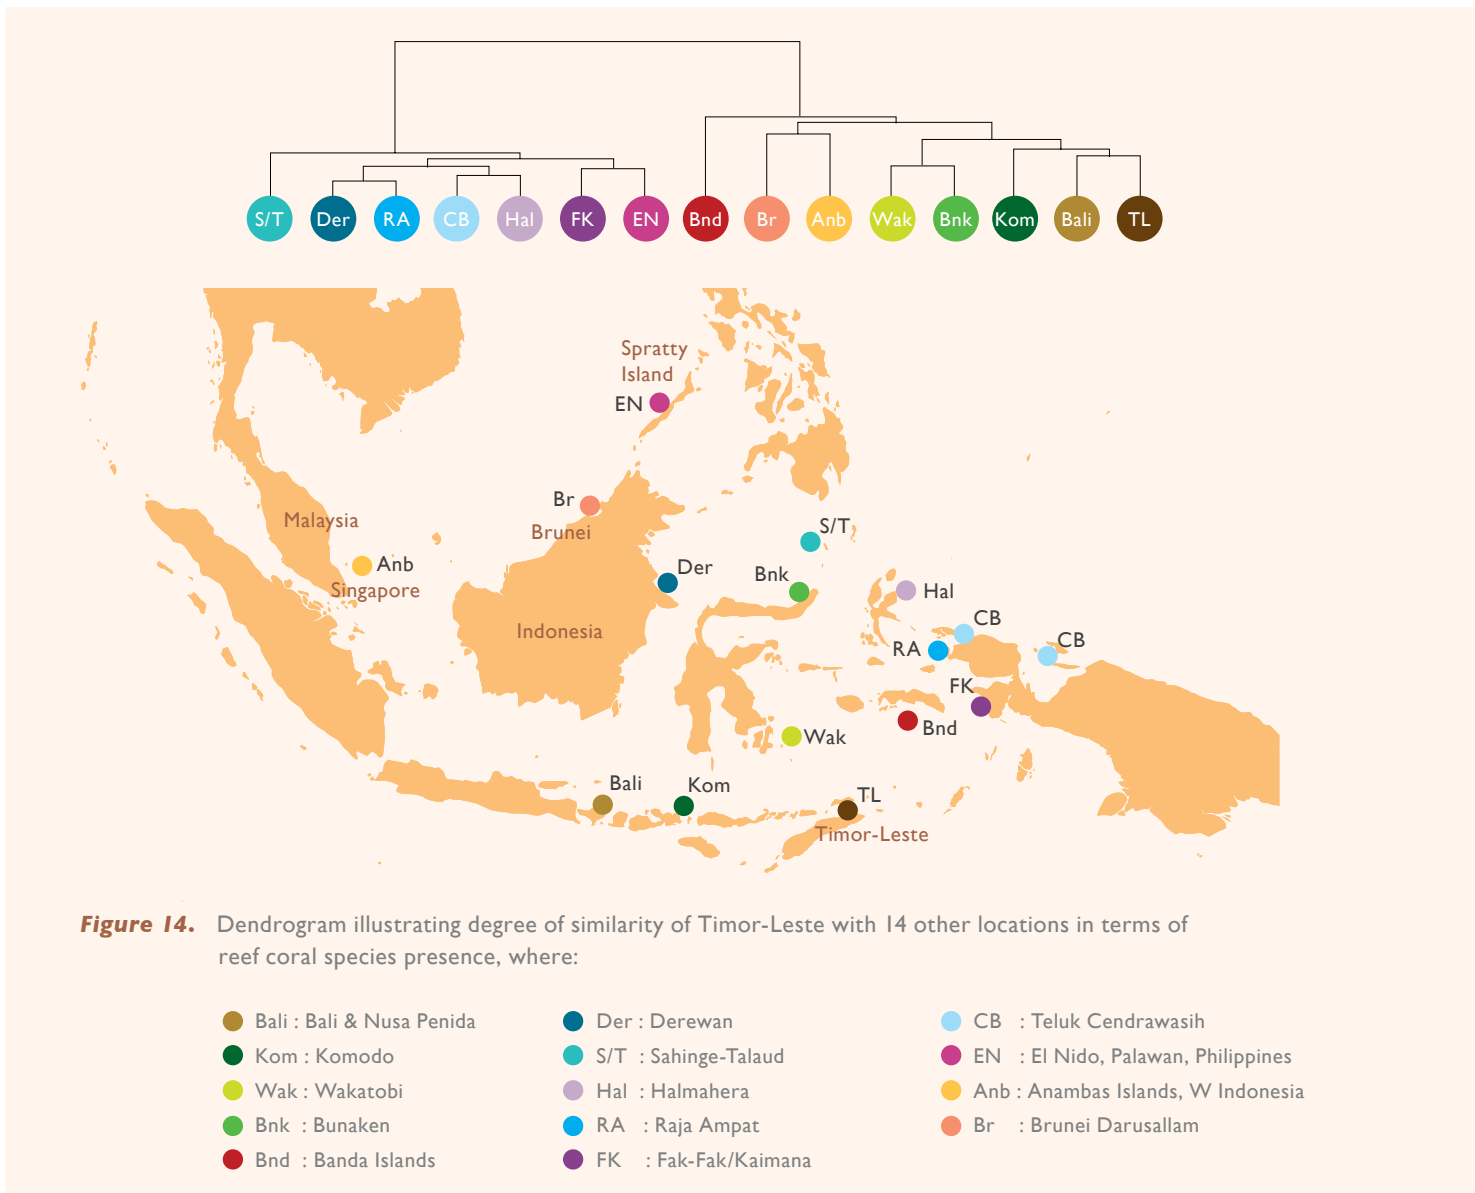 S/T Der RA CB Hal FK EN Bnd Br Anb Wak Bnk Kom Bali TL
Spratty
Island
EN
Br
Brunei
S/T
Malaysia
Anb
Singapore
Der
Bnk
Hal
CB
Indonesia
RA
CB
FK
Bnd
Wak
Bali
Kom
TL
Timor-Leste
Figure 14. Dendrogram illustrating degree of similarity of Timor-Leste with 14 other locations in terms of
reef coral species presence, where:
Bali : Bali & Nusa Penida
Kom : Komodo
Wak : Wakatobi
Bnk : Bunaken
Bnd : Banda Islands
Der : Derewan
S/T : Sahinge-Talaud
Hal : Halmahera
RA : Raja Ampat
FK : Fak-Fak/Kaimana
CB : Teluk Cendrawasih
EN : El Nido, Palawan, Philippines
Anb : Anambas Islands, W Indonesia
Br : Brunei Darusallam